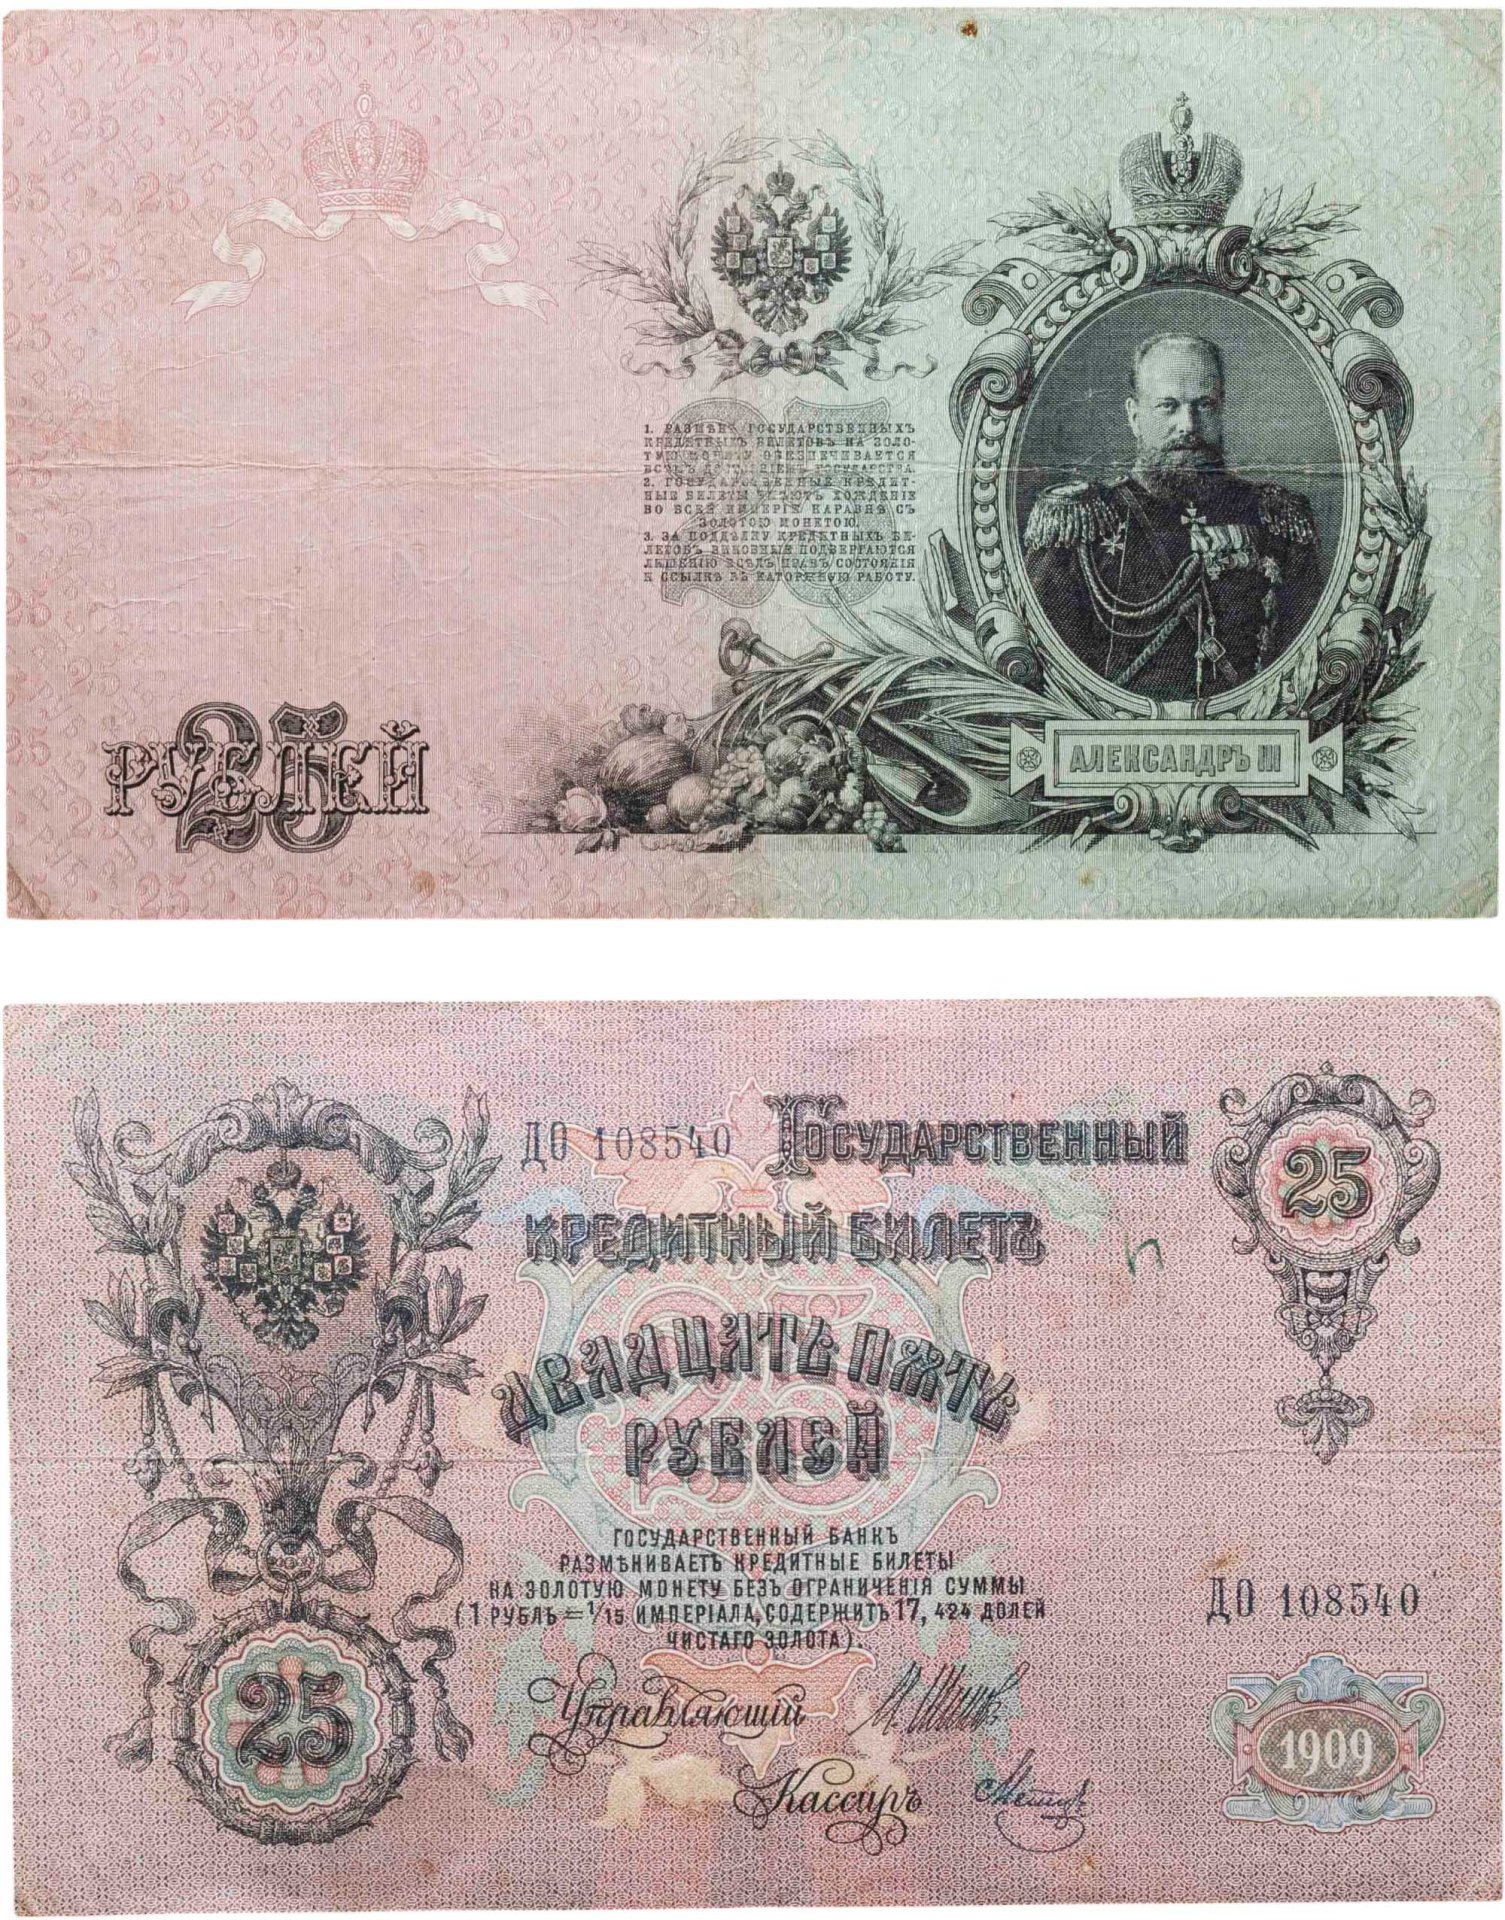 1. РАЗМѢНЪ ГОСУДАРСТВЕННЫХЪ
КРЕДИТНЫХЪ БИЛЕТОВЪ НА ЗОЛО-
ТУЮ МОНЕТУ ОБЕЗПЕЧИВАЕТСЯ
ВСѢМЪ ДОСТОЯНІЕМЪ ГОСУДАРСТВА.
2. ГОСУДАРСТВЕННЫЕ КРЕДИТ-
НЫЕ БИЛЕТЫ ИМѢЮТЪ ХОЖДЕНІЕ
ВО ВСЕЙ ИМПЕРІИ НАРАВНѢ СЪ
ЗОЛОТОЮ МОНЕТОЮ.
3. ЗА ПОДДѢЛКУ КРЕДИТНЫХЪ БИ-
ЛЕТОВЪ ВИНОВНЫЕ ПОДВЕРГАЮТСЯ
ЛИШЕНІЮ ВСѢХЪ ПРАВЪ СОСТОЯНІЯ
И ССЫЛКѢ ВЪ КАТОРЖНУЮ РАБОТУ.
25
РУБЛЕЙ
АЛЕКСАНДРЪ III
ДО 108540
ГОСУДАРСТВЕННЫЙ
КРЕДИТНЫЙ БИЛЕТЪ
25
ДВАДЦАТЬ ПЯТЬ
РУБЛЕЙ
25
ГОСУДАРСТВЕННЫЙ БАНКЪ
РАЗМѢНИВАЕТЪ КРЕДИТНЫЕ БИЛЕТЫ
НА ЗОЛОТУЮ МОНЕТУ БЕЗЪ ОГРАНИЧЕНІЯ СУММЫ
(1 РУБЛЬ = 1/15 ИМПЕРІАЛА, СОДЕРЖИТЪ 17, 424 ДОЛЕЙ
ЧИСТАГО ЗОЛОТА).
ДО 108540
25
Управляющій
Кассиръ
1909